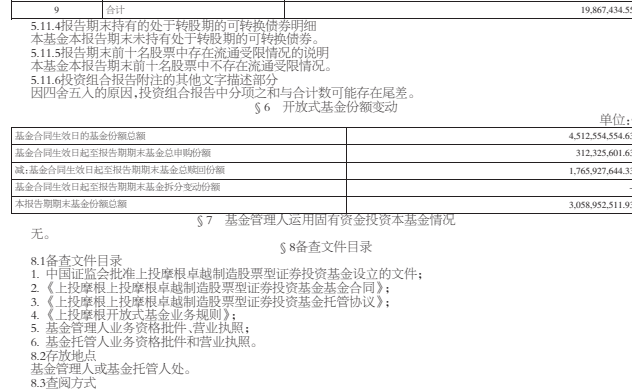 9 合计 19,867,434.55
5.11.4报告期末持有的处于转股期的可转换债券明细
本基金本报告期末未持有处于转股期的可转换债券。
5.11.5报告期末前十名股票中存在流通受限情况的说明
本基金本报告期末前十名股票中不存在流通受限情况。
5.11.6投资组合报告附注的其他文字描述部分
因四舍五入的原因,投资组合报告中分项之和与合计数可能存在尾差。
§6 开放式基金份额变动
单位:
基金合同生效日的基金份额总额 4,512,554,554.63
基金合同生效日起至报告期期末基金总申购份额 312,325,601.63
减:基金合同生效日起至报告期期末基金总赎回份额 1,765,927,644.33
基金合同生效日起至报告期期末基金拆分变动份额 -
本报告期期末基金份额总额 3,058,952,511.93
§7 基金管理人运用固有资金投资本基金情况
无。
§8备查文件目录
8.1备查文件目录
1. 中国证监会批准上投摩根卓越制造股票型证券投资基金设立的文件;
2.《上投摩根上投摩根卓越制造股票型证券投资基金基金合同》;
3.《上投摩根上投摩根卓越制造股票型证券投资基金托管协议》;
4.《上投摩根开放式基金业务规则》;
5. 基金管理人业务资格批件、营业执照;
6. 基金托管人业务资格批件和营业执照。
8.2存放地点
基金管理人或基金托管人处。
8.3查阅方式